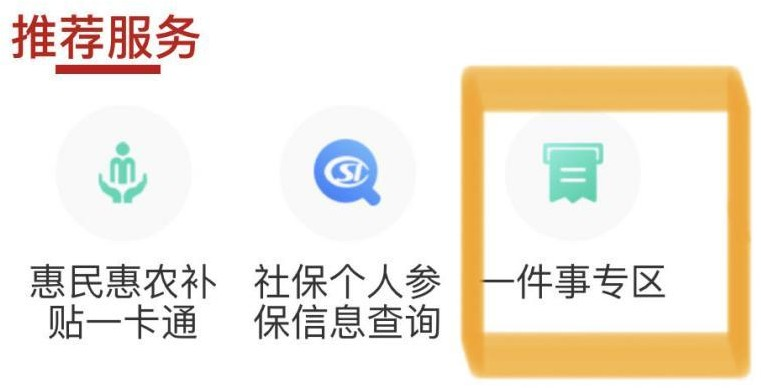 推荐服务
惠民惠农补
贴一卡通
社保个人参
保信息查询
一件事专区